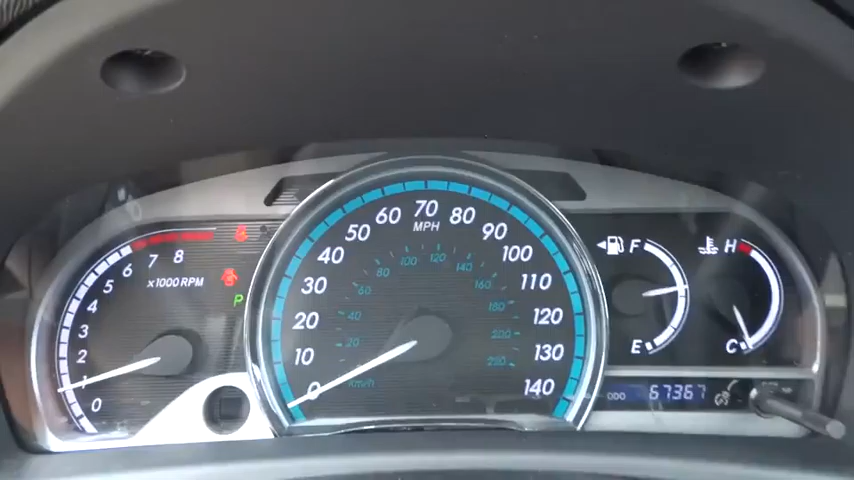 0 1 2 3 4 5 6 7 8
x1000 RPM
P
0 10 20 30 40 50 60 70 80 90 100 110 120 130 140
MPH
20 40 60 80 100 120 140 160 180 200 220
km/h
F
E
H
C
ODO 67367